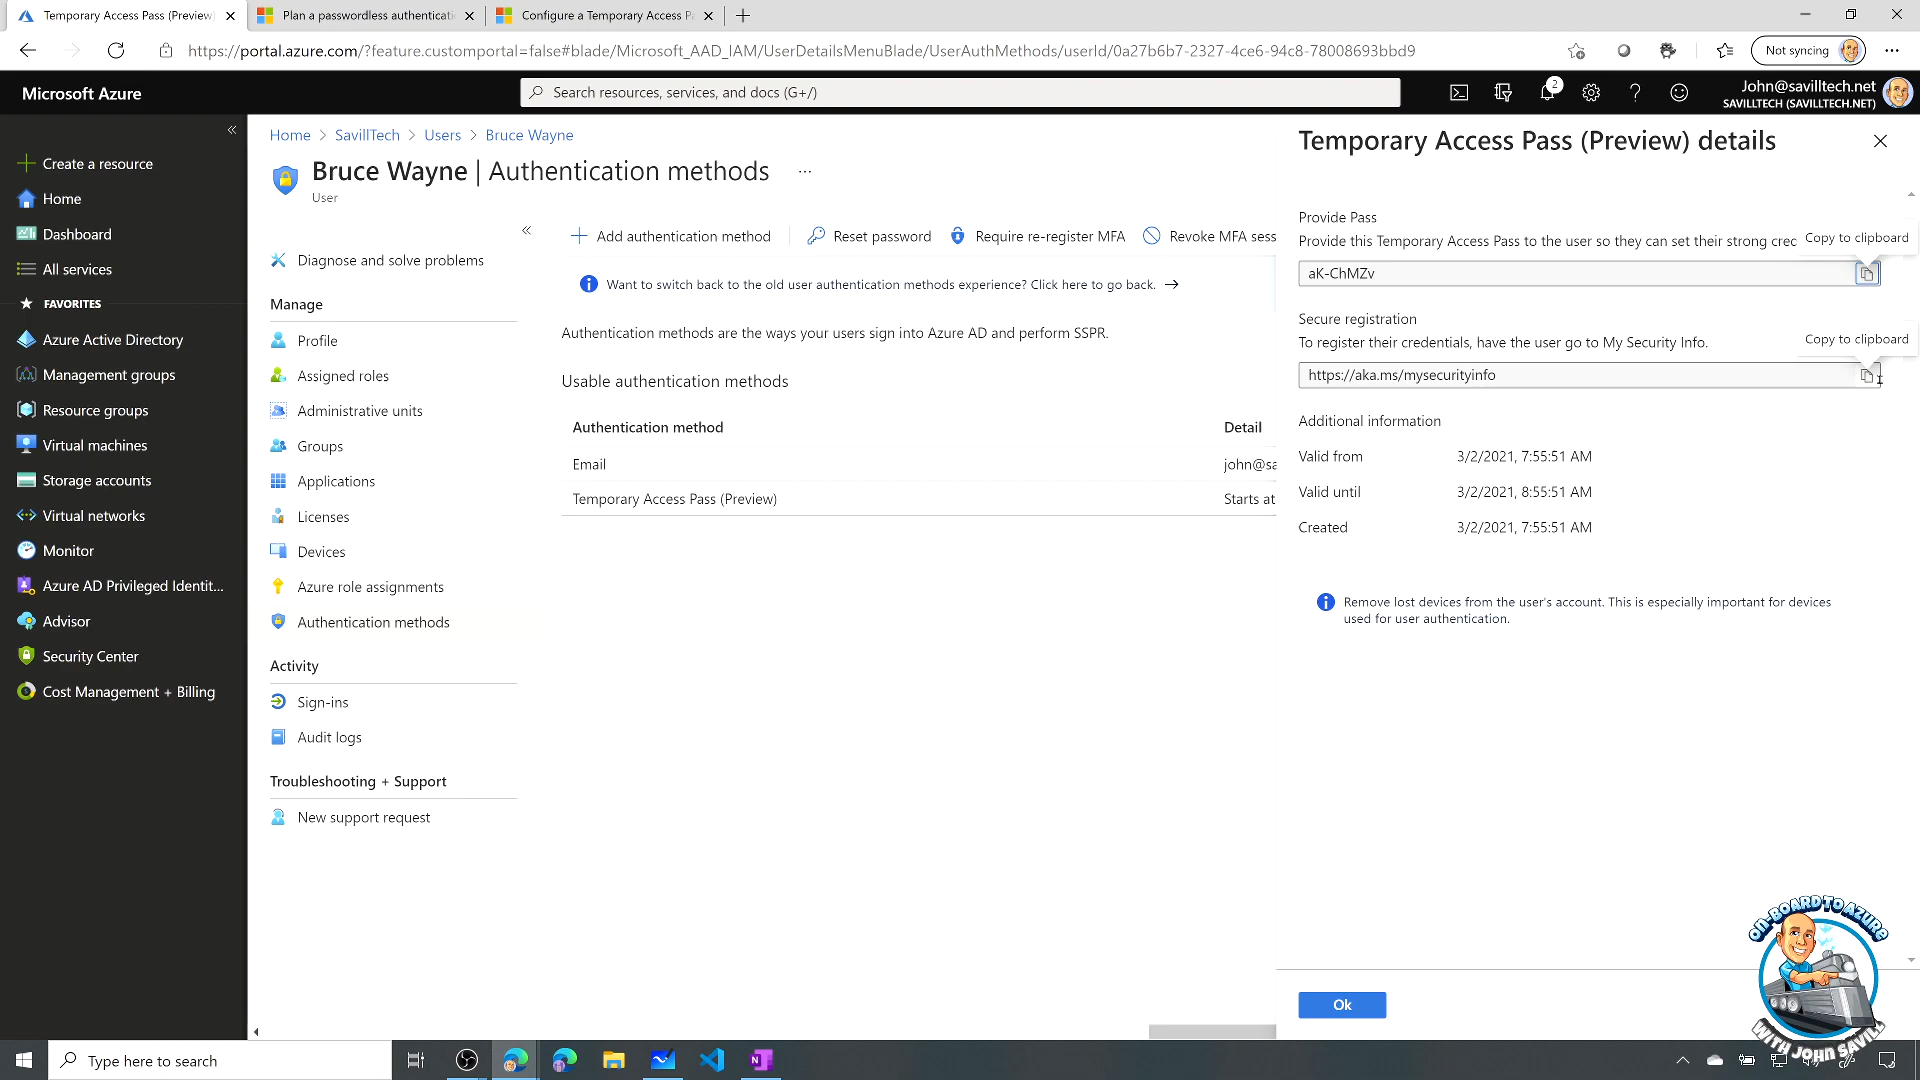 Temporary Access Pass (Preview)
Plan a passwordless authenticati
Configure a Temporary Access Pa
https://portal.azure.com/?feature.customportal=false#blade/Microsoft_AAD_IAM/UserDetailsMenuBlade/UserAuthMethods/userId/0a27b6b7-2327-4ce6-94c8-78008693bbd9
Not syncing
Microsoft Azure
Search resources, services, and docs (G+/)
2
John@savilltech.net
SAVILLTECH (SAVILLTECH.NET)
Create a resource
Home
Dashboard
All services
FAVORITES
Azure Active Directory
Management groups
Resource groups
Virtual machines
Storage accounts
Virtual networks
Monitor
Azure AD Privileged Identit...
Advisor
Security Center
Cost Management + Billing
Home > SavillTech > Users > Bruce Wayne
Bruce Wayne | Authentication methods ...
User
Diagnose and solve problems
Manage
Profile
Assigned roles
Administrative units
Groups
Applications
Licenses
Devices
Azure role assignments
Authentication methods
Activity
Sign-ins
Audit logs
Troubleshooting + Support
New support request
Add authentication method
Reset password
Require re-register MFA
Revoke MFA sess
Want to switch back to the old user authentication methods experience? Click here to go back. →
Authentication methods are the ways your users sign into Azure AD and perform SSPR.
Usable authentication methods
Authentication method Detail
Email john@sa
Temporary Access Pass (Preview) Starts at
Temporary Access Pass (Preview) details
Provide Pass
Provide this Temporary Access Pass to the user so they can set their strong cred
Copy to clipboard
aK-ChMZv
Secure registration
To register their credentials, have the user go to My Security Info.
Copy to clipboard
https://aka.ms/mysecurityinfo
Additional information
Valid from 3/2/2021, 7:55:51 AM
Valid until 3/2/2021, 8:55:51 AM
Created 3/2/2021, 7:55:51 AM
Remove lost devices from the user's account. This is especially important for devices
used for user authentication.
Ok
ON-BOARD TO AZURE
WITH JOHN SAVILL
Type here to search